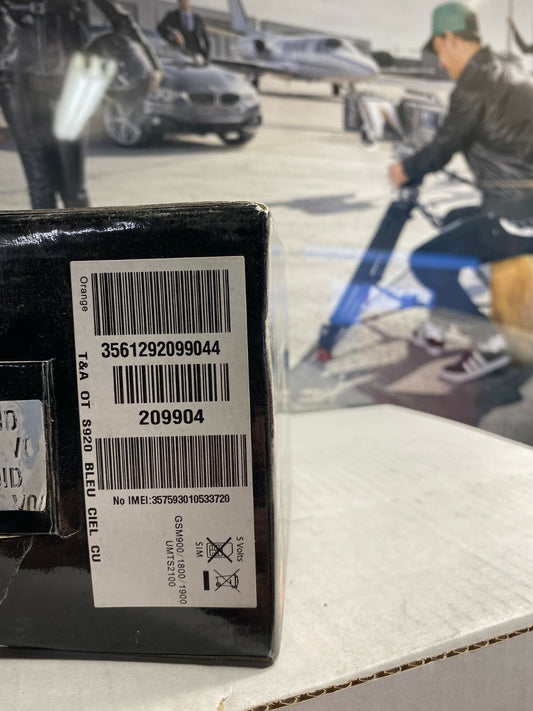 Orange
3561292099044
209904
T&A OT S920 BLEU CIEL CU
No IMEI:357593010533720
5 Volts
SIM
GSM900/1800/1900
UMTS2100